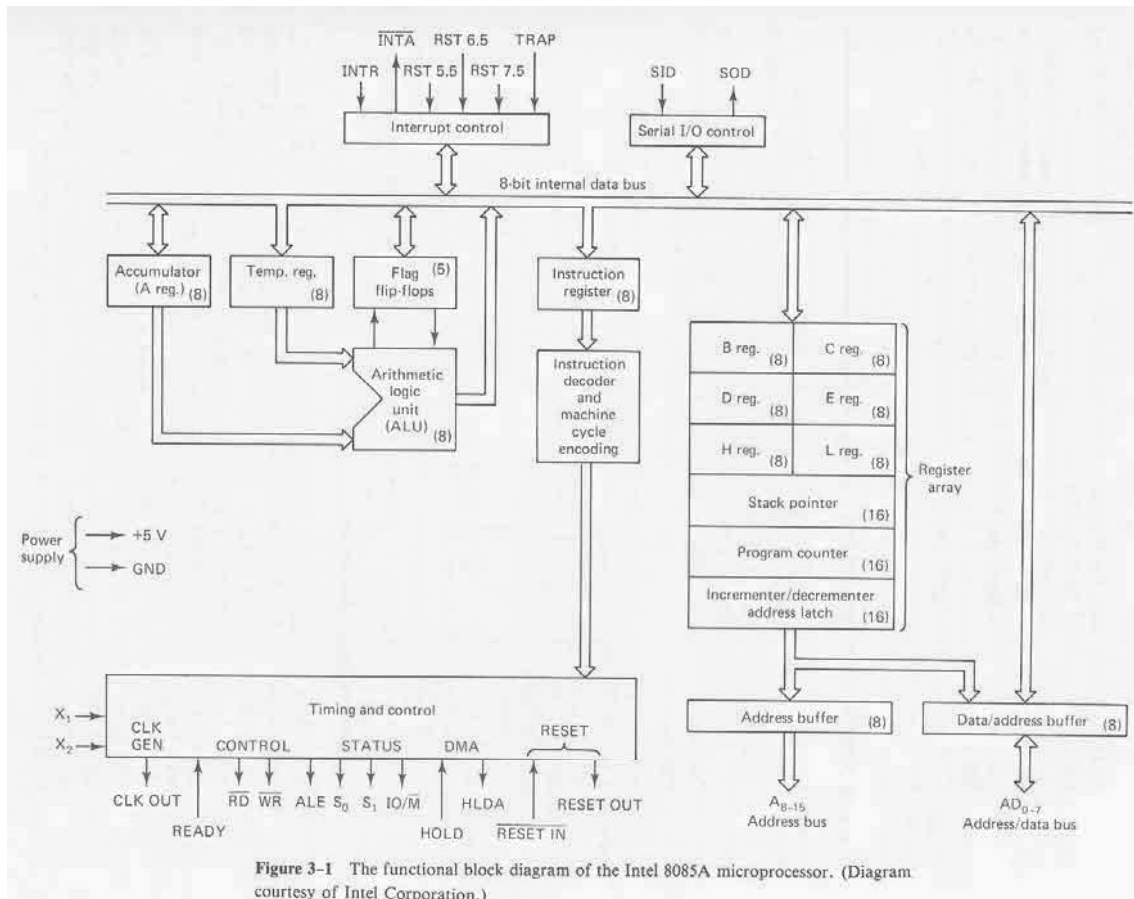 INTA RST 6.5 TRAP
INTR RST 5.5 RST 7.5
SID SOD
Interrupt control
Serial I/O control
8-bit internal data bus
Accumulator
(A reg.) (8)
Temp. reg.
(8)
Flag (5)
flip-flops
Instruction
register (8)
Arithmetic
logic
unit
(ALU) (8)
Instruction
decoder
and
machine
cycle
encoding
B reg. (8) C reg. (8)
D reg. (8) E reg. (8)
H reg. (8) L reg. (8)
Stack pointer
(16)
Program counter
(16)
Incrementer/decrementer
address latch (16)
Register
array
Power
supply
+5 V
GND
Timing and control
X₁
X₂
CLK
GEN
CONTROL STATUS DMA RESET
CLK OUT
READY
RD WR ALE S₀ S₁ IO/M
HOLD
HLDA
RESET IN
RESET OUT
Address buffer (8)
Data/address buffer (8)
A₈₋₁₅
Address bus
AD₀₋₇
Address/data bus
Figure 3–1 The functional block diagram of the Intel 8085A microprocessor. (Diagram
courtesy of Intel Corporation.)